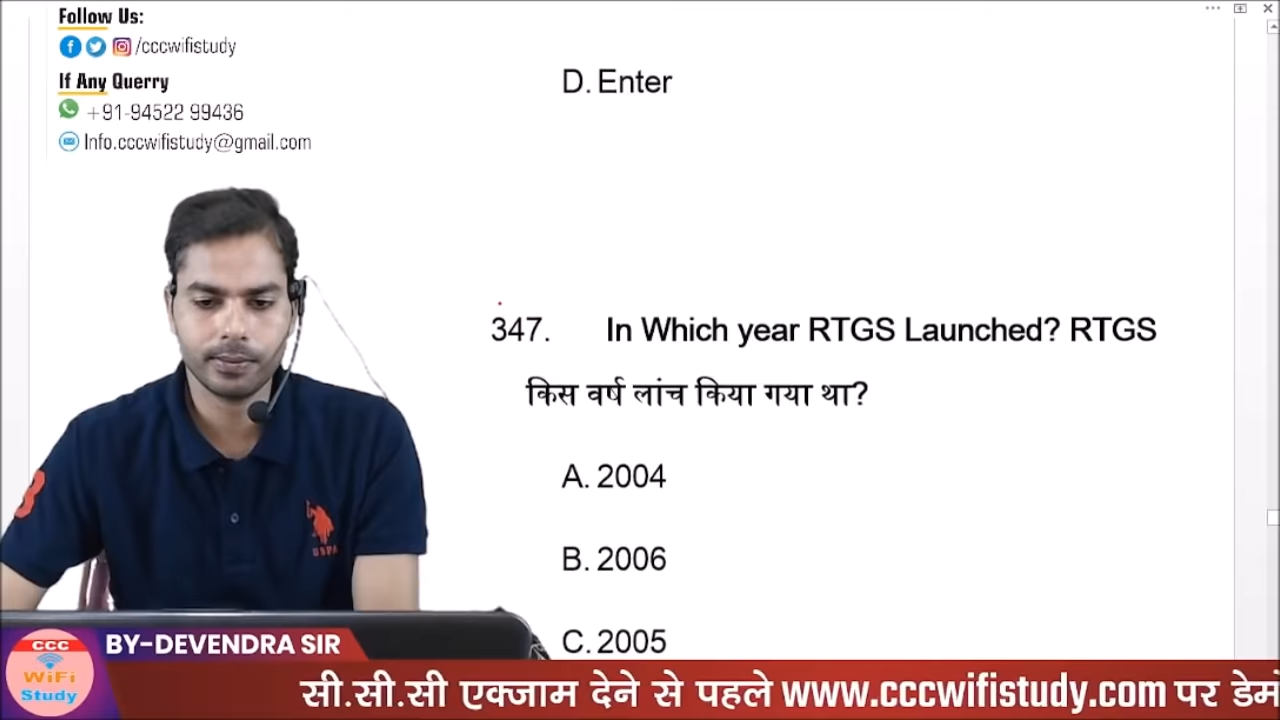 Follow Us:
/cccwifistudy
If Any Querry
+91-94522 99436
Info.cccwifistudy@gmail.com
D. Enter
347. In Which year RTGS Launched? RTGS
किस वर्ष लांच किया गया था?
A. 2004
B. 2006
C. 2005
USPA
BY-DEVENDRA SIR
CCC
WiFi
Study
सी.सी.सी एक्जाम देने से पहले www.cccwifistudy.com पर डेमो